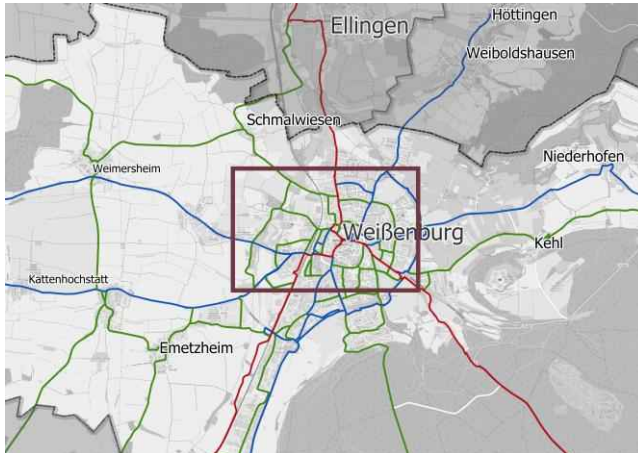 Höttingen
Ellingen
Weiboldshausen
Schmalwiesen
Niederhofen
Weimersheim
Weißenburg
Kehl
Kattenhochstatt
Emetzheim